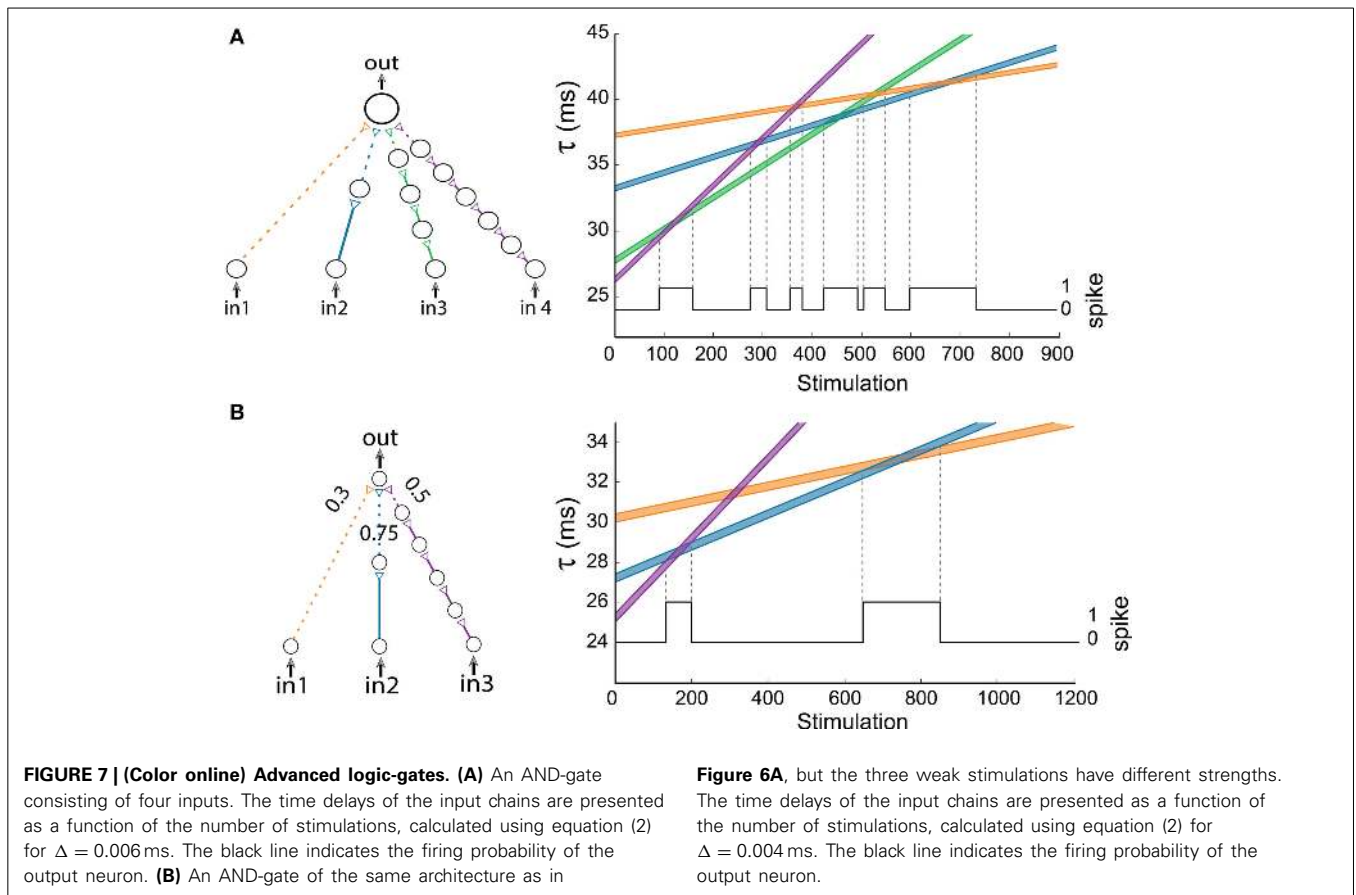 A
out
in1
in2
in3
in 4
τ (ms)
45
40
35
30
25
1
0
spike
0 100 200 300 400 500 600 700 800 900
Stimulation
B
out
0.3
0.5
0.75
in1
in2
in3
τ (ms)
34
32
30
28
26
24
1
0
spike
0 200 400 600 800 1000 1200
Stimulation
FIGURE 7 | (Color online) Advanced logic-gates. (A) An AND-gate
consisting of four inputs. The time delays of the input chains are presented
as a function of the number of stimulations, calculated using equation (2)
for Δ = 0.006 ms. The black line indicates the firing probability of the
output neuron. (B) An AND-gate of the same architecture as in
Figure 6A, but the three weak stimulations have different strengths.
The time delays of the input chains are presented as a function of
the number of stimulations, calculated using equation (2) for
Δ = 0.004 ms. The black line indicates the firing probability of the
output neuron.